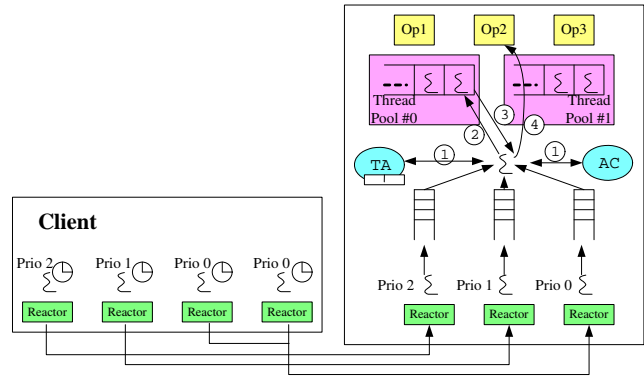 Op1 Op2 Op3
Thread Thread
Pool #0 Pool #1
3
2 4
1 1
TA AC
Client
Prio 2 Prio 1 Prio 0 Prio 0
Prio 2 Prio 1 Prio 0
Reactor Reactor Reactor Reactor
Reactor Reactor Reactor